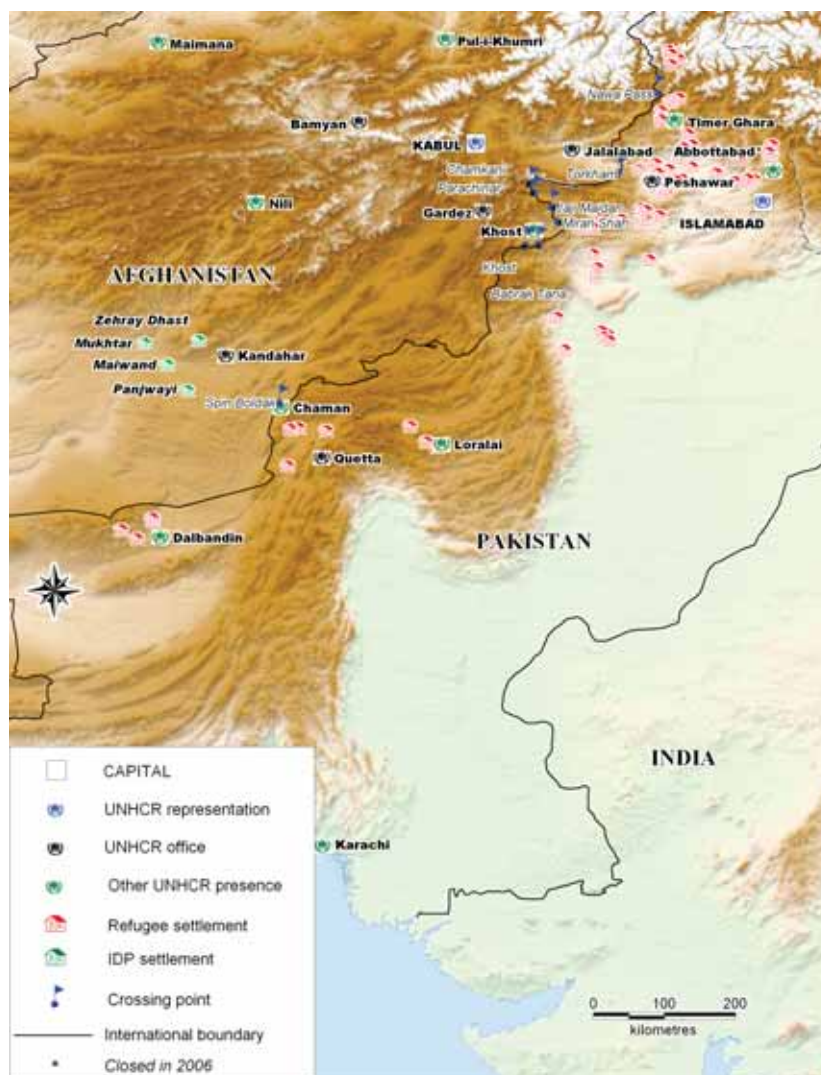 Maimana
Pul-i-Khumri
Nawa Pass
Timer Ghara
Bamyan
KABUL
Jalalabad
Abbottabad*
Chamkani
Torkham
Parachinar
Peshawar
Nili
Gardez
Miran Shah
ISLAMABAD
Khost
AFGHANISTAN
Khost
Babrak Tana
Zehray Dhast
Mukhtar
Kandahar
Maiwand
Panjwayi
Spin Boldak
Chaman
Loralai
Quetta
Dalbandin
PAKISTAN
INDIA
Karachi
CAPITAL
UNHCR representation
UNHCR office
Other UNHCR presence
Refugee settlement
IDP settlement
Crossing point
International boundary
* Closed in 2006
0 100 200
kilometres